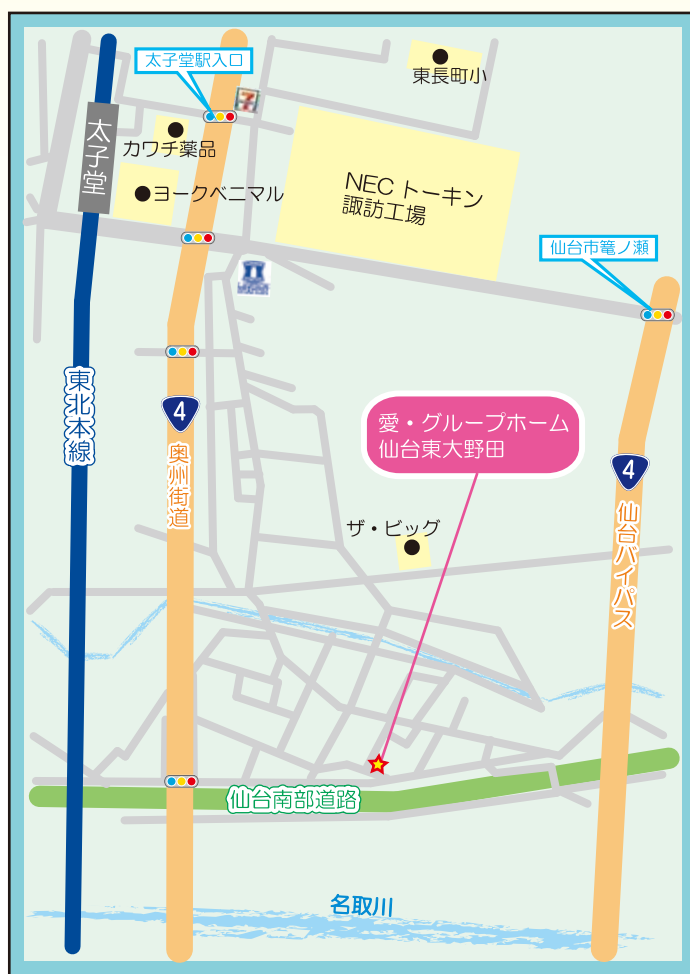 太子堂駅入口
東長町小
7
カワチ薬品
太子堂
ヨークベニマル
NEC トーキン
諏訪工場
仙台市篭ノ瀬
東北本線
4
奥州街道
愛・グループホーム
仙台東大野田
4
仙台バイパス
ザ・ビッグ
仙台南部道路
名取川